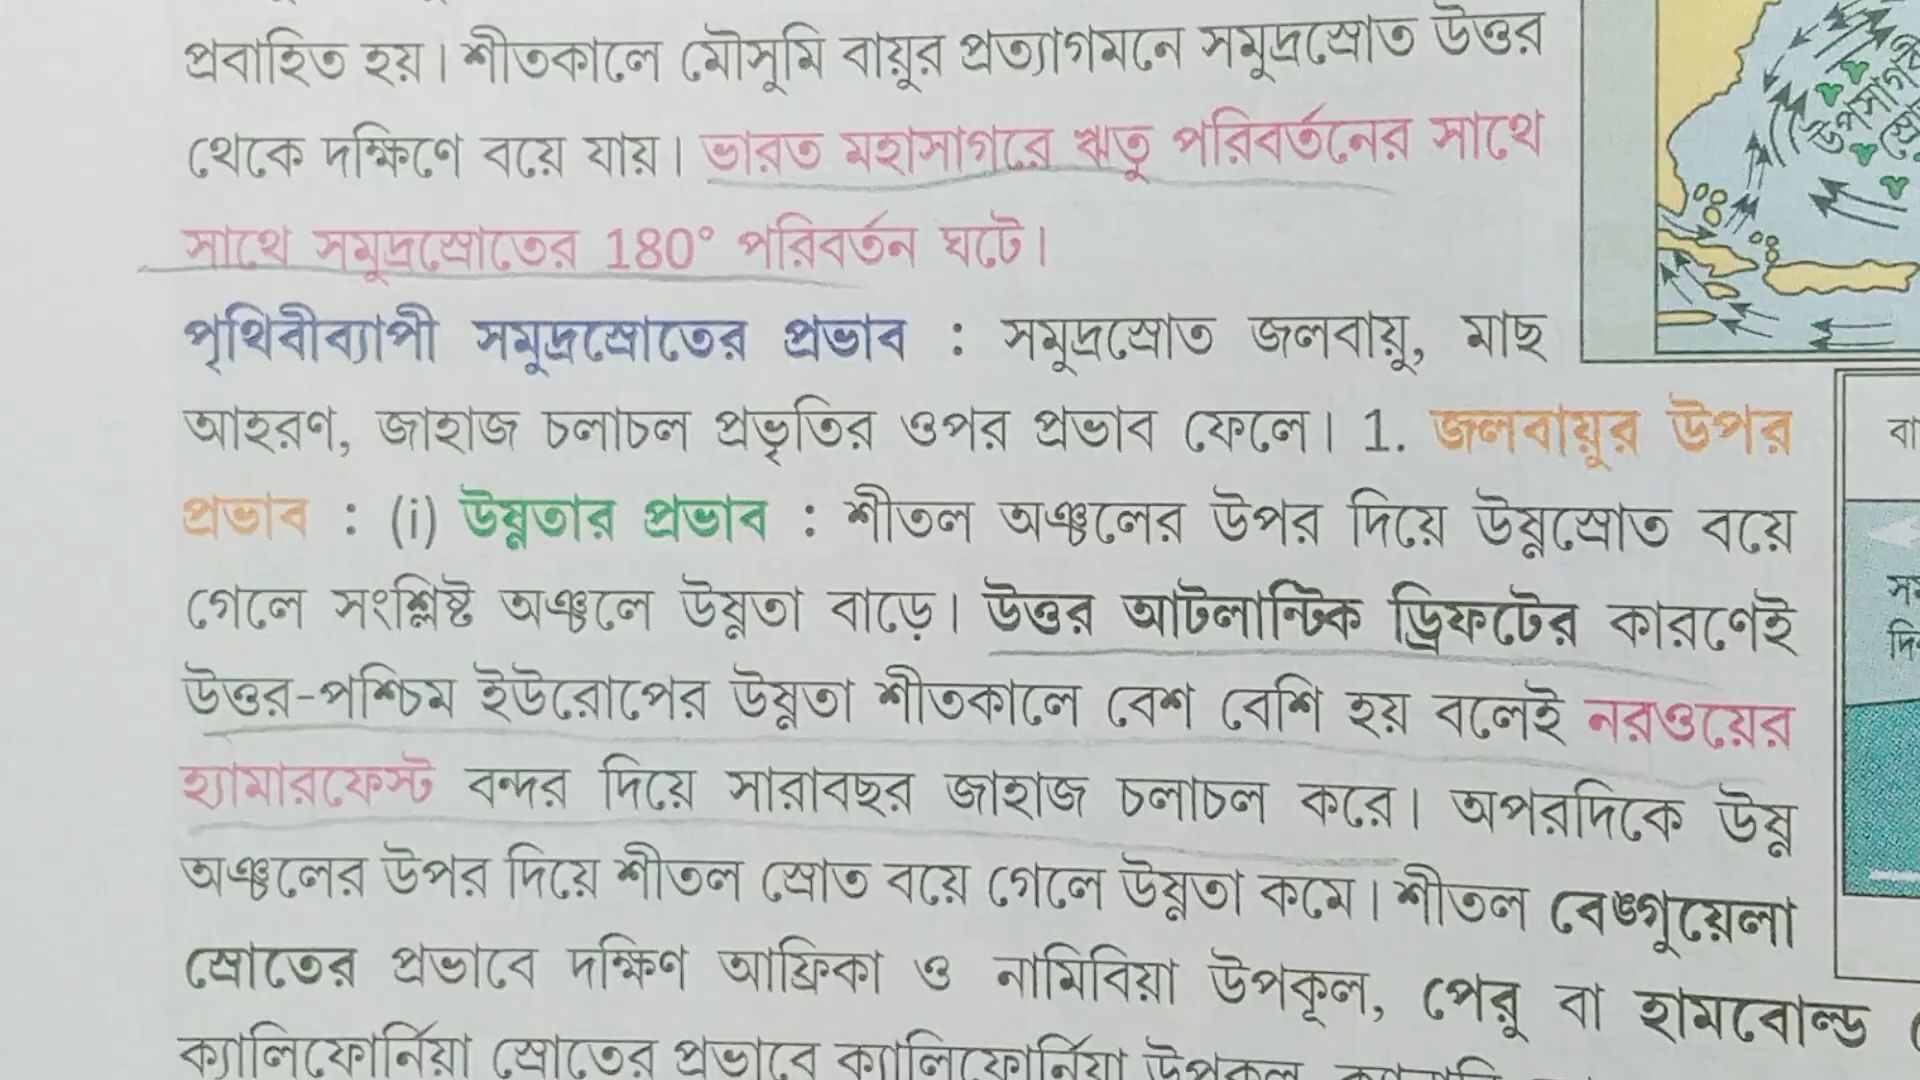 প্রবাহিত হয়। শীতকালে মৌসুমি বায়ুর প্রত্যাগমনে সমুদ্রস্রোত উত্তর
থেকে দক্ষিণে বয়ে যায়। ভারত মহাসাগরে ঋতু পরিবর্তনের সাথে
সাথে সমুদ্রস্রোতের 180° পরিবর্তন ঘটে।
পৃথিবীব্যাপী সমুদ্রস্রোতের প্রভাব : সমুদ্রস্রোত জলবায়ু, মাছ
আহরণ, জাহাজ চলাচল প্রভৃতির ওপর প্রভাব ফেলে। 1. জলবায়ুর উপর
প্রভাব : (i) উষ্ণতার প্রভাব : শীতল অঞ্চলের উপর দিয়ে উষ্ণস্রোত বয়ে
গেলে সংশ্লিষ্ট অঞ্চলে উষ্ণতা বাড়ে। উত্তর আটলান্টিক ড্রিফটের কারণেই
উত্তর-পশ্চিম ইউরোপের উষ্ণতা শীতকালে বেশ বেশি হয় বলেই নরওয়ের
হ্যামারফেস্ট বন্দর দিয়ে সারাবছর জাহাজ চলাচল করে। অপরদিকে উষ্ণ
অঞ্চলের উপর দিয়ে শীতল স্রোত বয়ে গেলে উষ্ণতা কমে। শীতল বেঙ্গুয়েলা
স্রোতের প্রভাবে দক্ষিণ আফ্রিকা ও নামিবিয়া উপকূল, পেরু বা হামবোল্ড
ক্যালিফোর্নিয়া স্রোতের প্রভাবে ক্যালিফোর্নিয়া উপকূল
উপসাগর